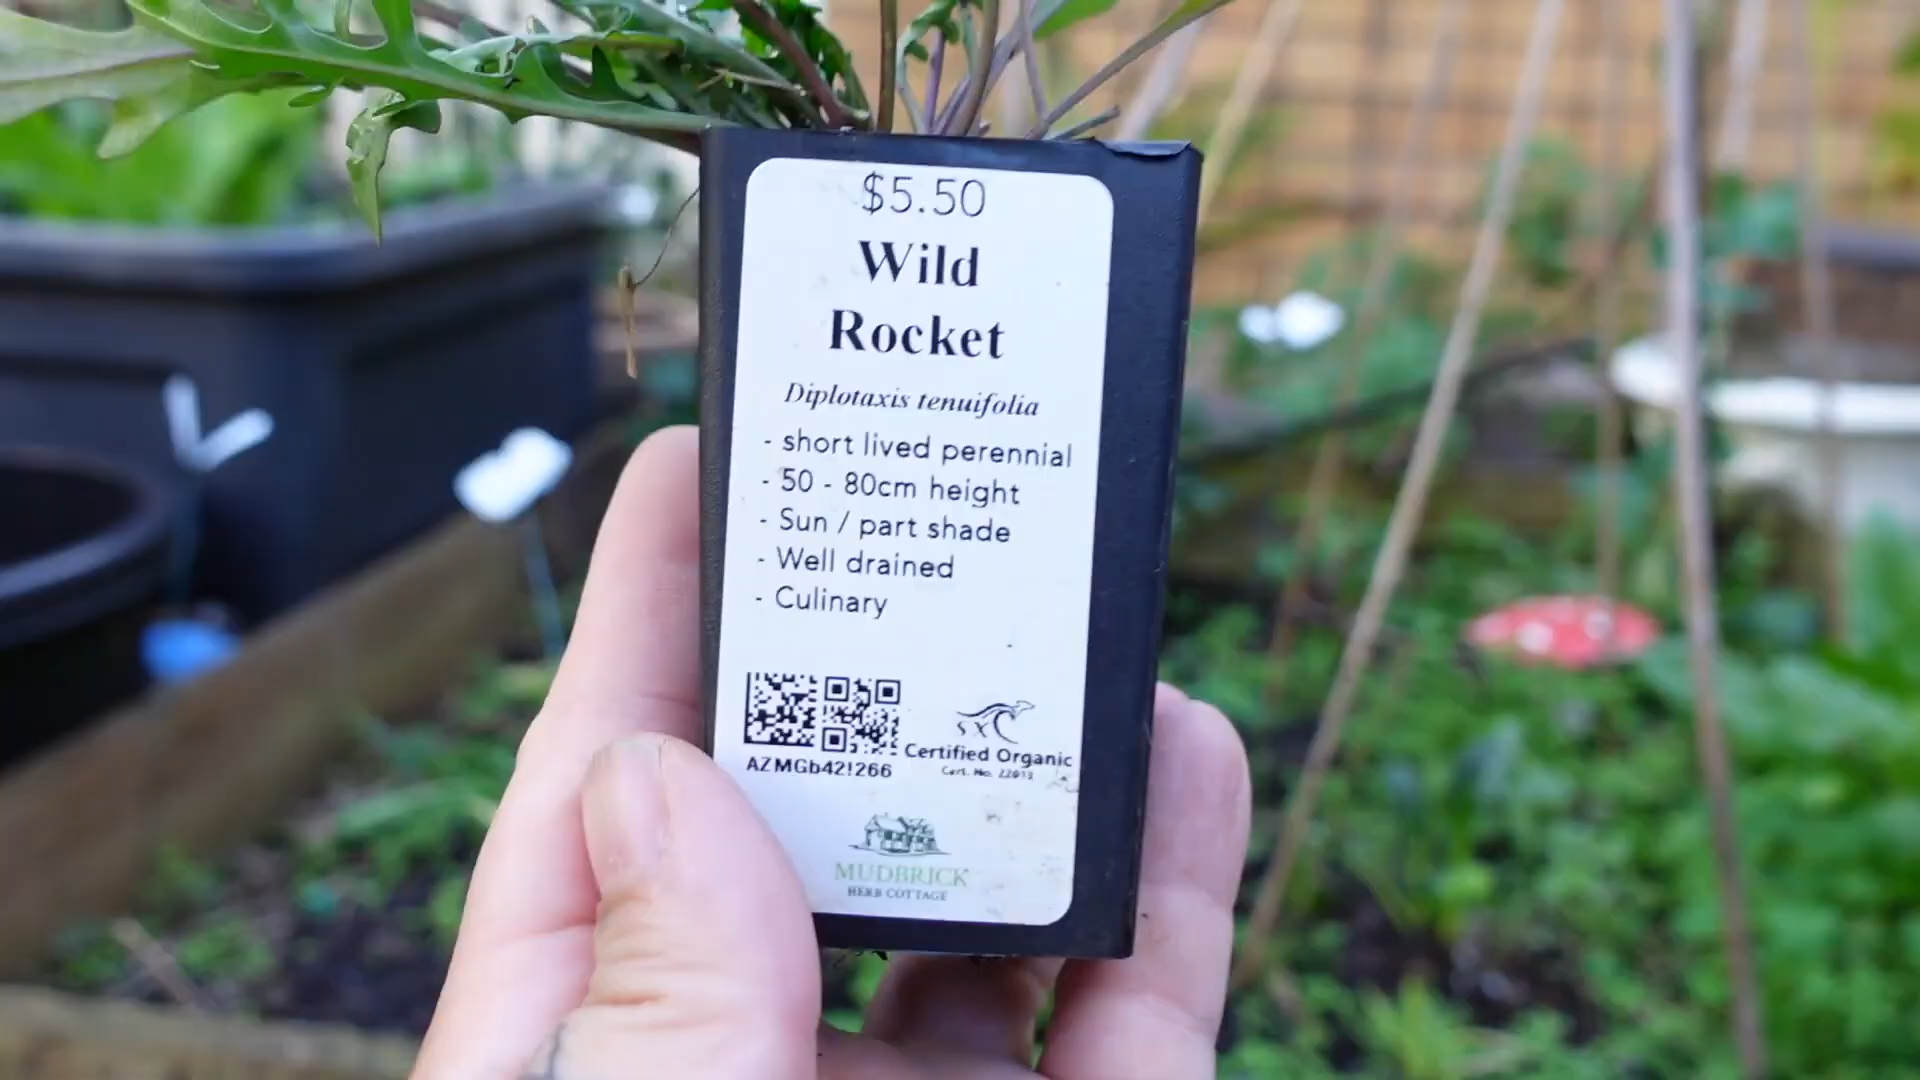 $5.50
Wild
Rocket
Diplotaxis tenuifolia
- short lived perennial
- 50 - 80cm height
- Sun / part shade
- Well drained
- Culinary
SXC
Certified Organic
AZMGb42!266
Cert. No.
MUDBRICK
HERB COTTAGE